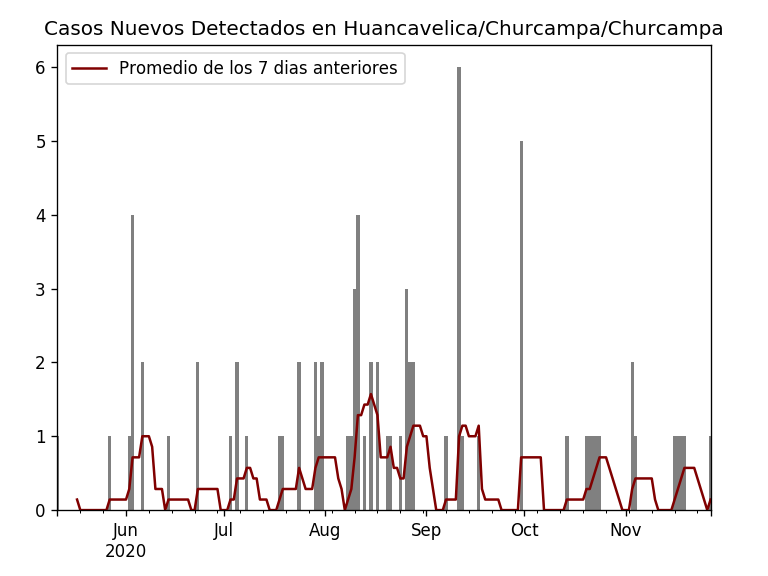 Casos Nuevos Detectados en Huancavelica/Churcampa/Churcampa
Promedio de los 7 dias anteriores
6
5
4
3
2
1
0
Jun Jul Aug Sep Oct Nov
2020